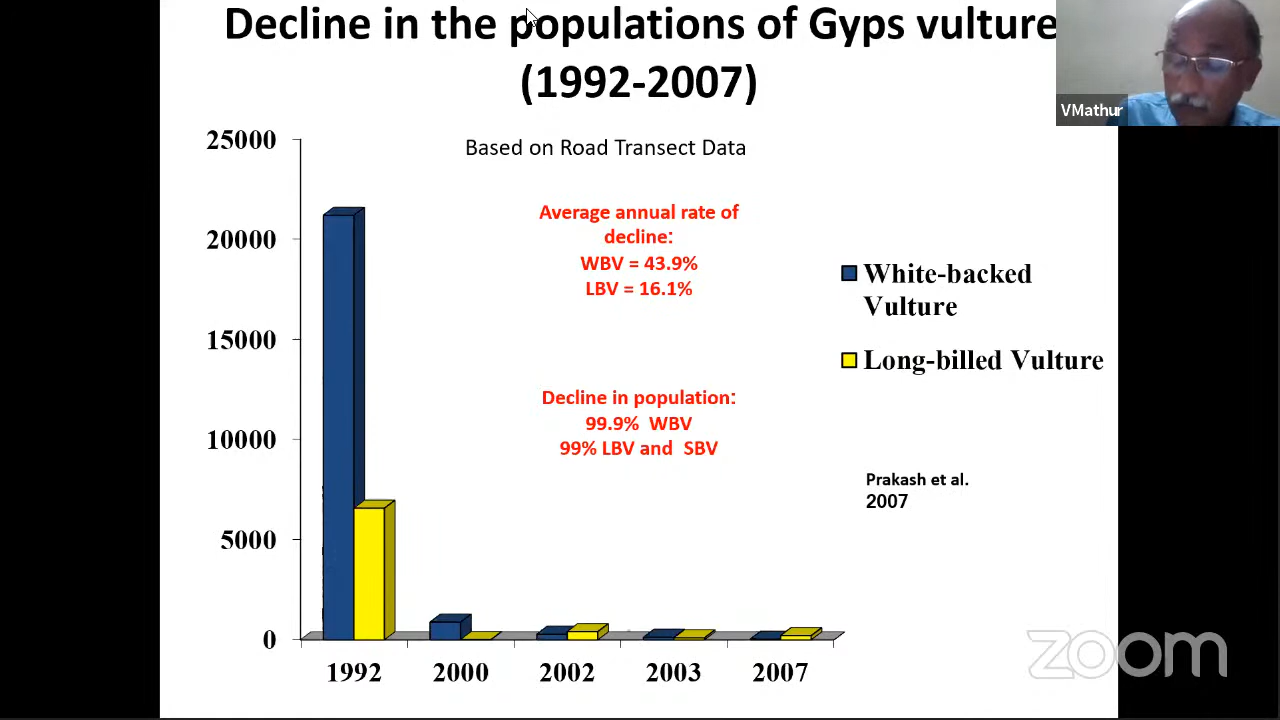 Decline in the populations of Gyps vulture
(1992-2007)
VMathur
Based on Road Transect Data
25000
20000
15000
10000
5000
0
Average annual rate of
decline:
WBV = 43.9%
LBV = 16.1%
Decline in population:
99.9% WBV
99% LBV and SBV
White-backed
Vulture
Long-billed Vulture
Prakash et al.
2007
1992 2000 2002 2003 2007
zoom